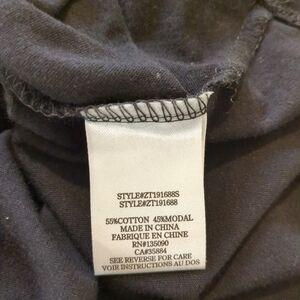 STYLE#ZT191688S
STYLE#ZT191688
55%COTTON 45%MODAL
MADE IN CHINA
FABRIQUE EN CHINE
RN#135090
CA#35884
SEE REVERSE FOR CARE
VOIR INSTRUCTIONS AU DOS